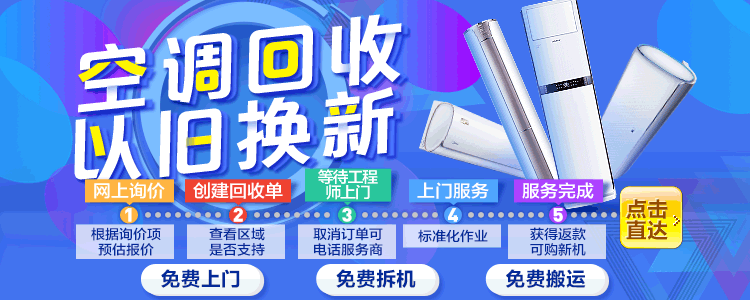 空调回收
以旧换新
网上询价
创建回收单
等待工程
师上门
上门服务
服务完成
1
2
3
4
5
根据询价项
预估报价
查看区域
是否支持
取消订单可
电话服务商
标准化作业
获得返款
可购新机
点击
直达
免费上门
免费拆机
免费搬运